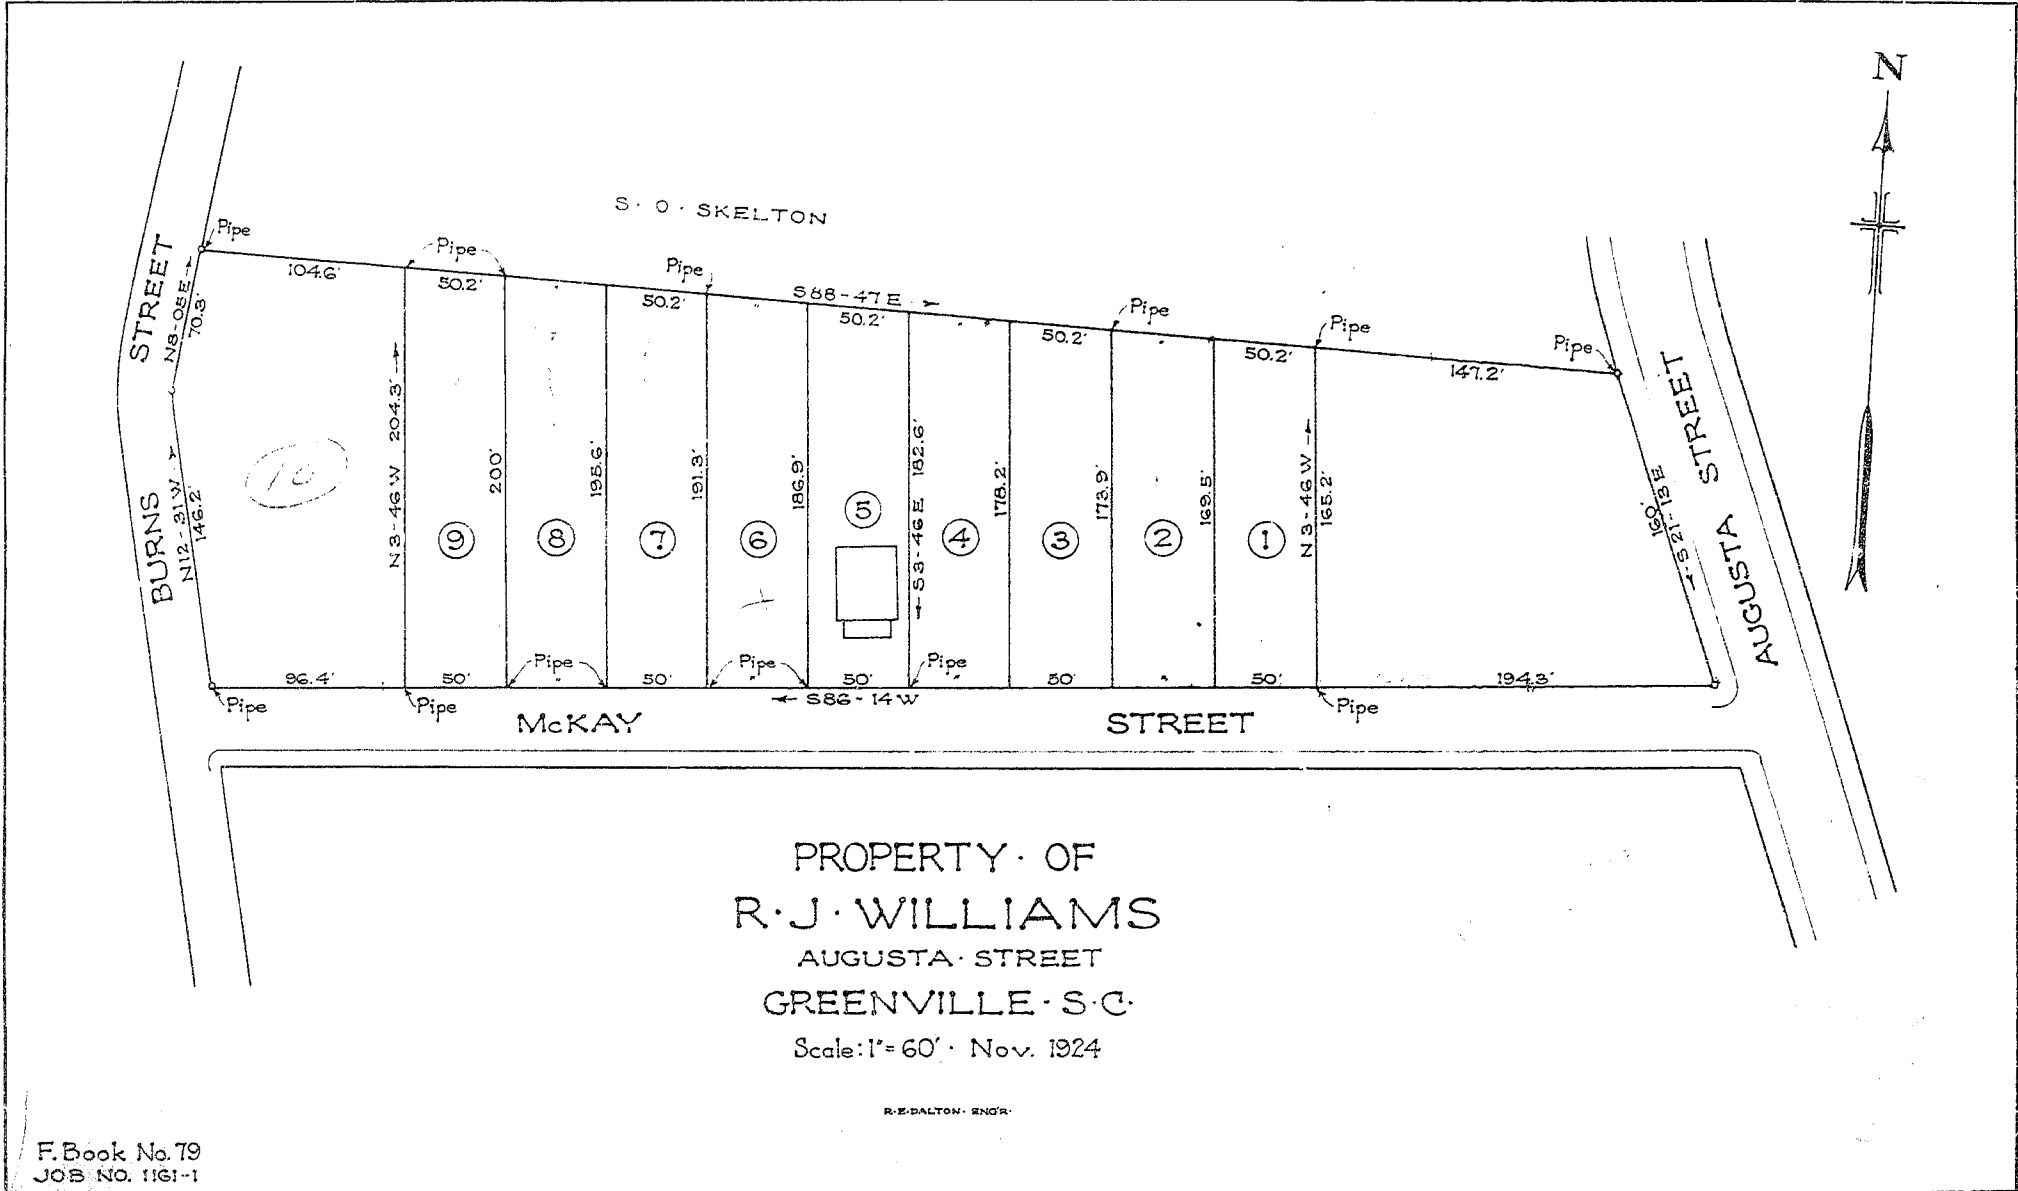 N
S. O. SKELTON
Pipe
Pipe
Pipe
Pipe
Pipe
Pipe
104.6'
50.2'
50.2'
S88-47E
50.2'
50.2'
50.2'
147.2'
BURNS STREET
N8-05E
70.3'
N12-31W
146.2'
10
N3-46W 204.3'
200'
195.6'
191.3'
186.9'
S3-46E 182.6'
178.2'
173.9'
169.5'
N3-46W
165.2'
S21-13E
160'
AUGUSTA STREET
9
8
7
6
5
4
3
2
1
Pipe
Pipe
Pipe
96.4'
50'
50'
50'
50'
50'
194.3'
S86-14W
Pipe
Pipe
Pipe
McKAY STREET
PROPERTY · OF
R · J · WILLIAMS
AUGUSTA · STREET
GREENVILLE · S · C ·
Scale: 1"=60' · Nov. 1924
R·E·DALTON· ENG'R·
F. Book No. 79
JOB NO. 1161-1